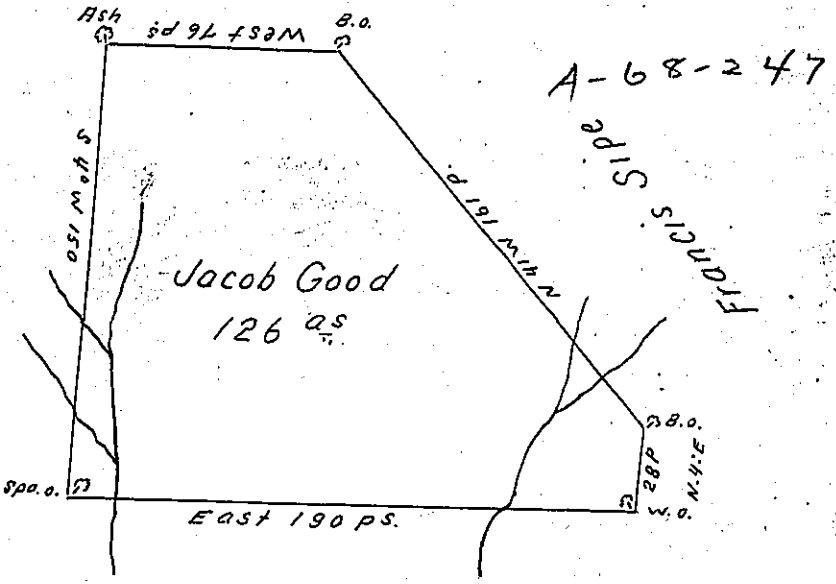 Ash
West 76 ps
B.O.
A-68-247
Francis Sipe
S 4° W 150
N 41 W 161 P.
Jacob Good
126 as
B.O.
28 P
N. 4. E
Spa. o.
W. O.
East 190 ps.